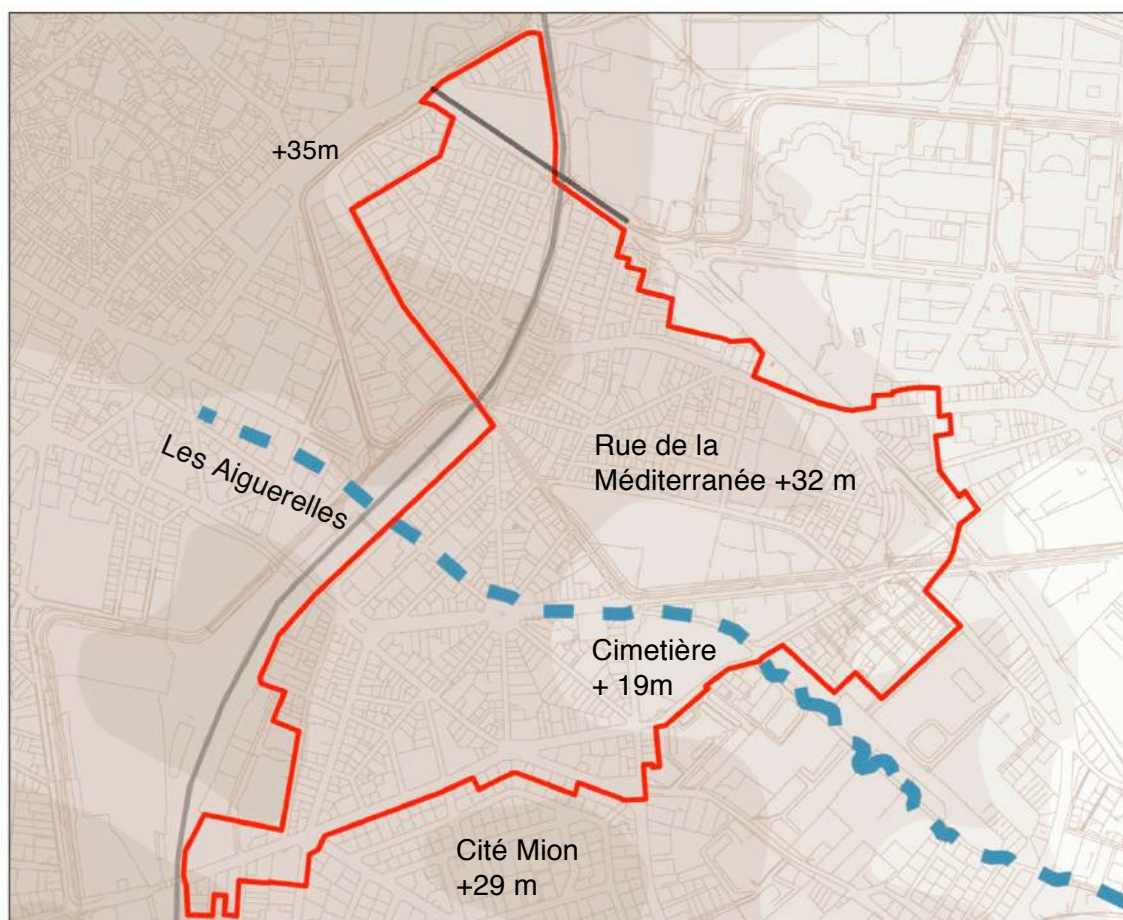 +35m
Les Aiguerelles
Rue de la
Méditerranée +32 m
Cimetière
+ 19m
Cité Mion
+29 m